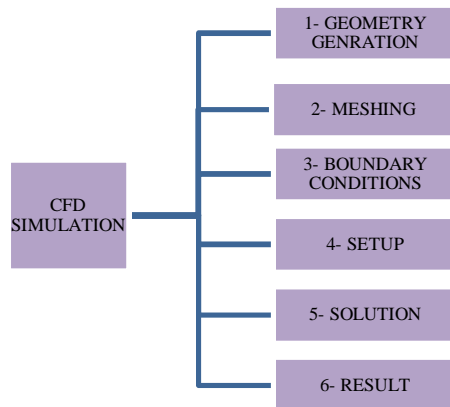 CFD
SIMULATION
1- GEOMETRY
GENRATION
2- MESHING
3- BOUNDARY
CONDITIONS
4- SETUP
5- SOLUTION
6- RESULT